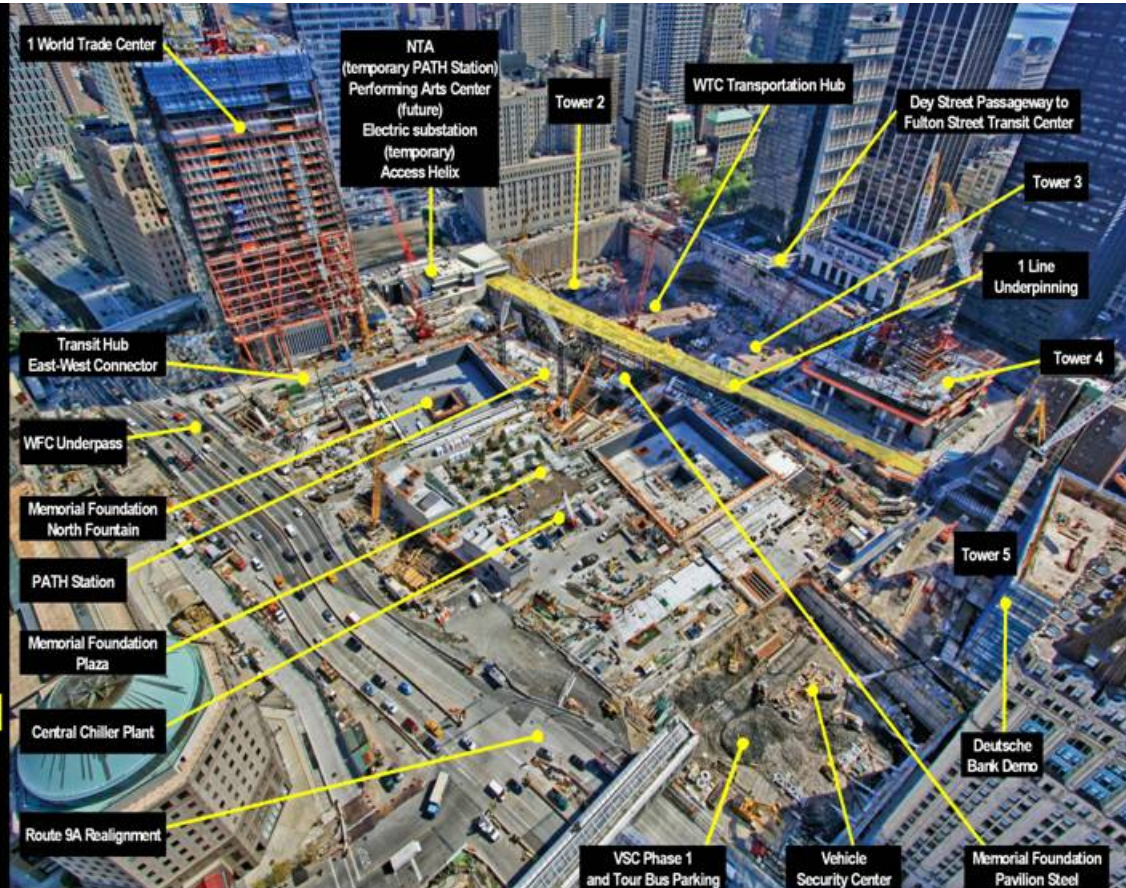 1 World Trade Center
NTA
(temporary PATH Station)
Performing Arts Center
(future)
Electric substation
(temporary)
Access Helix
Tower 2
WTC Transportation Hub
Dey Street Passageway to
Fulton Street Transit Center
Tower 3
1 Line
Underpinning
Tower 4
Transit Hub
East-West Connector
WFC Underpass
Memorial Foundation
North Fountain
PATH Station
Tower 5
Memorial Foundation
Plaza
Central Chiller Plant
Deutsche
Bank Demo
Route 9A Realignment
VSC Phase 1
and Tour Bus Parking
Vehicle
Security Center
Memorial Foundation
Pavilion Steel